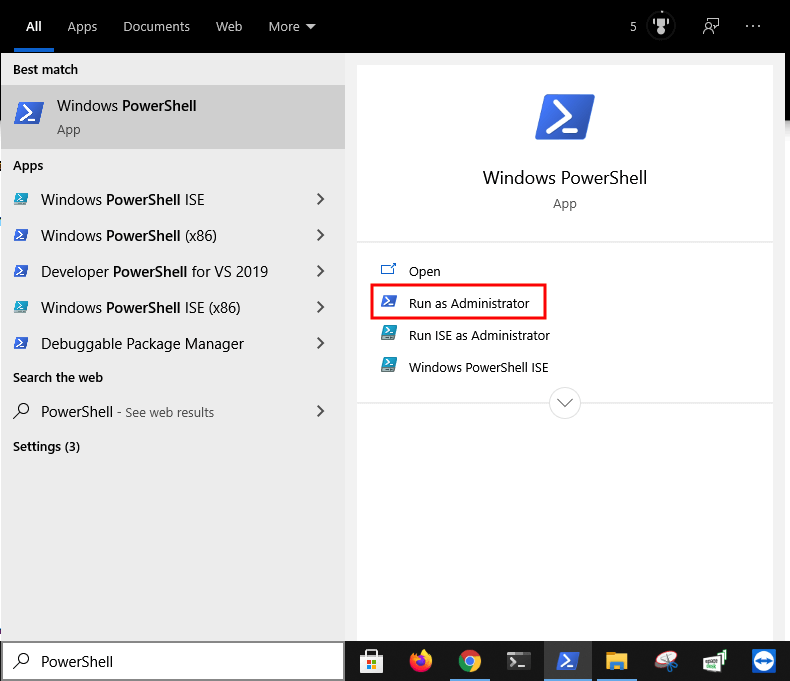 All Apps Documents Web More 5 ...
Best match
Windows PowerShell
App
Apps
Windows PowerShell ISE
Windows PowerShell (x86)
Developer PowerShell for VS 2019
Windows PowerShell ISE (x86)
Debuggable Package Manager
Search the web
PowerShell - See web results
Settings (3)
Windows PowerShell
App
Open
Run as Administrator
Run ISE as Administrator
Windows PowerShell ISE
PowerShell